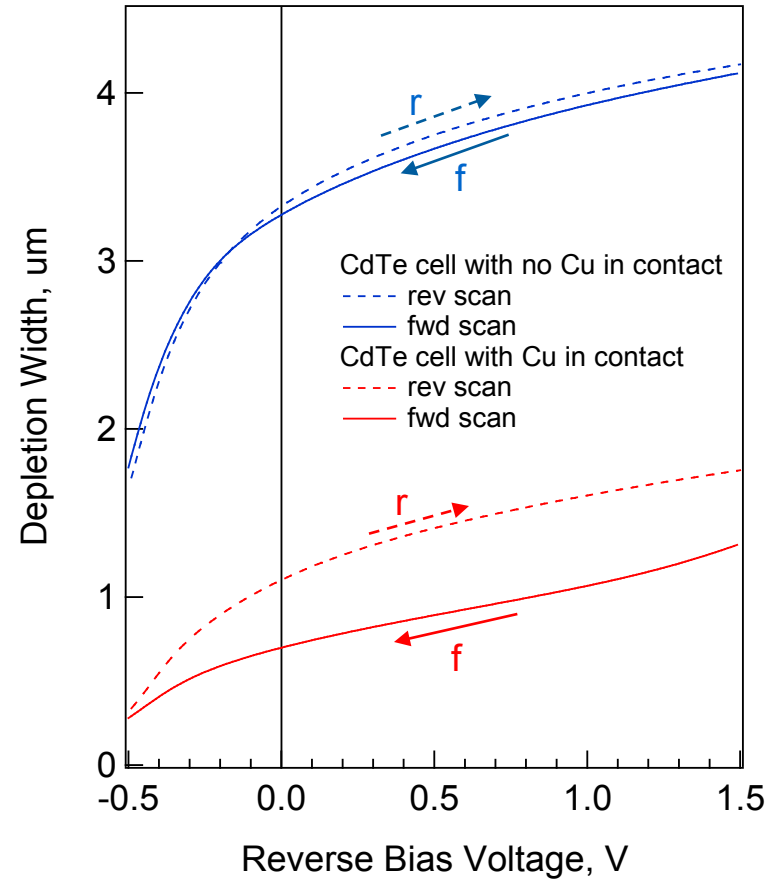 4
3
2
1
0
Depletion Width, um
r
f
CdTe cell with no Cu in contact
rev scan
fwd scan
CdTe cell with Cu in contact
rev scan
fwd scan
r
f
-0.5
0.0
0.5
1.0
1.5
Reverse Bias Voltage, V